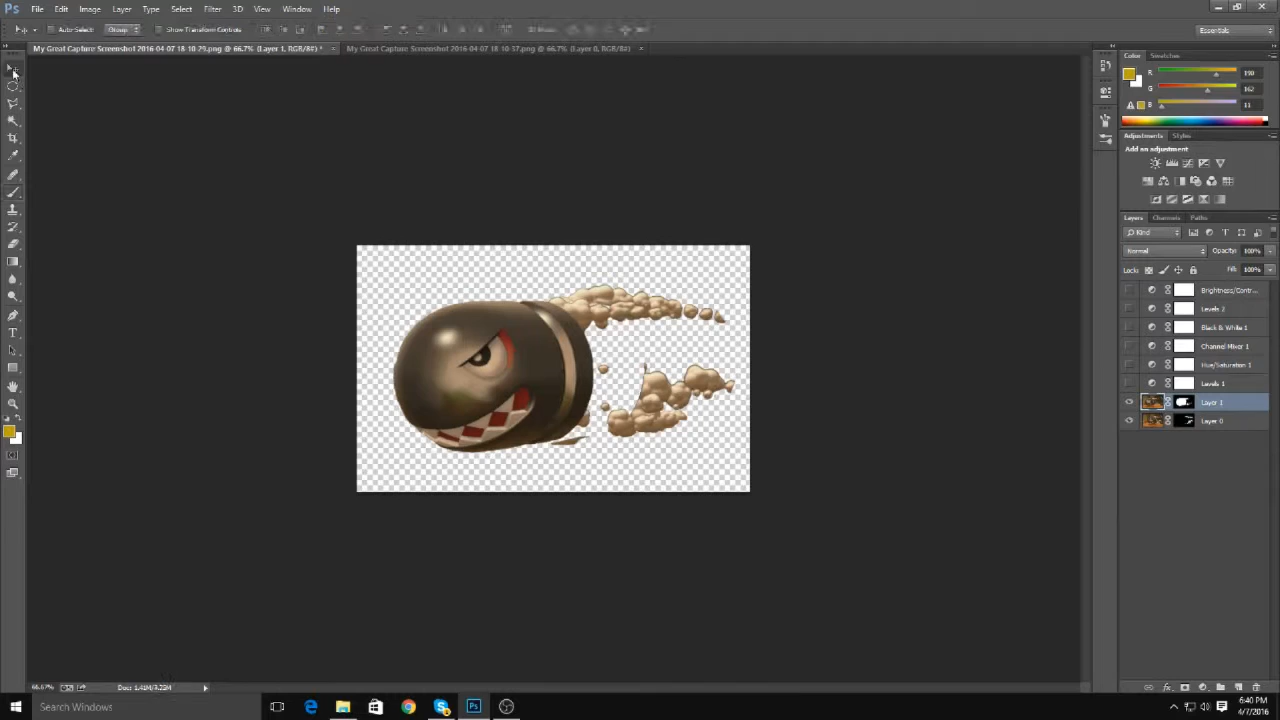 Ps File Edit Image Layer Type Select Filter 3D View Window Help
Auto-Select: Group Show Transform Controls Essentials
My Great Capture Screenshot 2016-04-07 18-10-29.png @ 66.7% (Layer 1, RGB/8#) * × My Great Capture Screenshot 2016-04-07 18-10-37.png @ 66.7% (Layer 0, RGB/8#) ×
Color Swatches
R 190
G 162
B 11
Adjustments Styles
Add an adjustment
Layers Channels Paths
Kind
Normal Opacity: 100%
Lock: Fill: 100%
Brightness/Contr...
Levels 2
Black & White 1
Channel Mixer 1
Hue/Saturation 1
Levels 1
Layer 1
Layer 0
66.67% Doc: 1.41M/3.75M
Search Windows
6:40 PM
4/7/2016